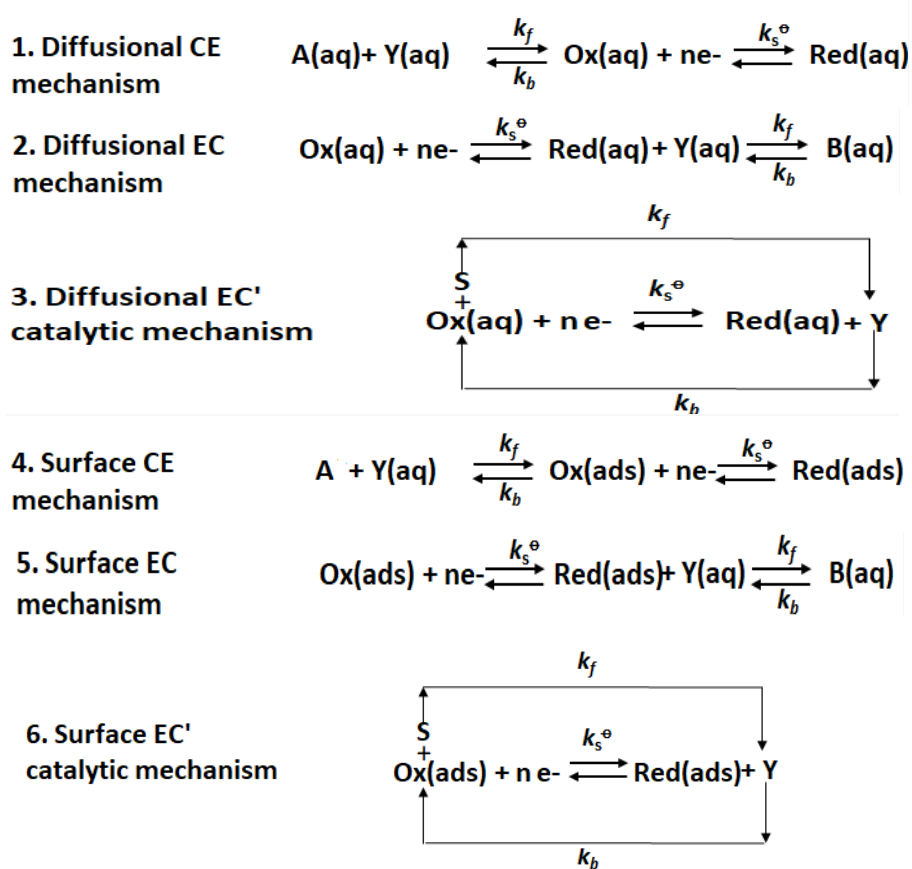 1. Diffusional CE mechanism
A(aq)+ Y(aq) kf kb Ox(aq) + ne- ks⊖ Red(aq)
2. Diffusional EC mechanism
Ox(aq) + ne- ks⊖ Red(aq)+ Y(aq) kf kb B(aq)
kf
3. Diffusional EC' catalytic mechanism
S
+
Ox(aq) + n e- ks⊖ Red(aq)+ Y
kb
4. Surface CE mechanism
A + Y(aq) kf kb Ox(ads) + ne- ks⊖ Red(ads)
5. Surface EC mechanism
Ox(ads) + ne- ks⊖ Red(ads)+ Y(aq) kf kb B(aq)
kf
6. Surface EC' catalytic mechanism
S
+
Ox(ads) + n e- ks⊖ Red(ads)+ Y
kb